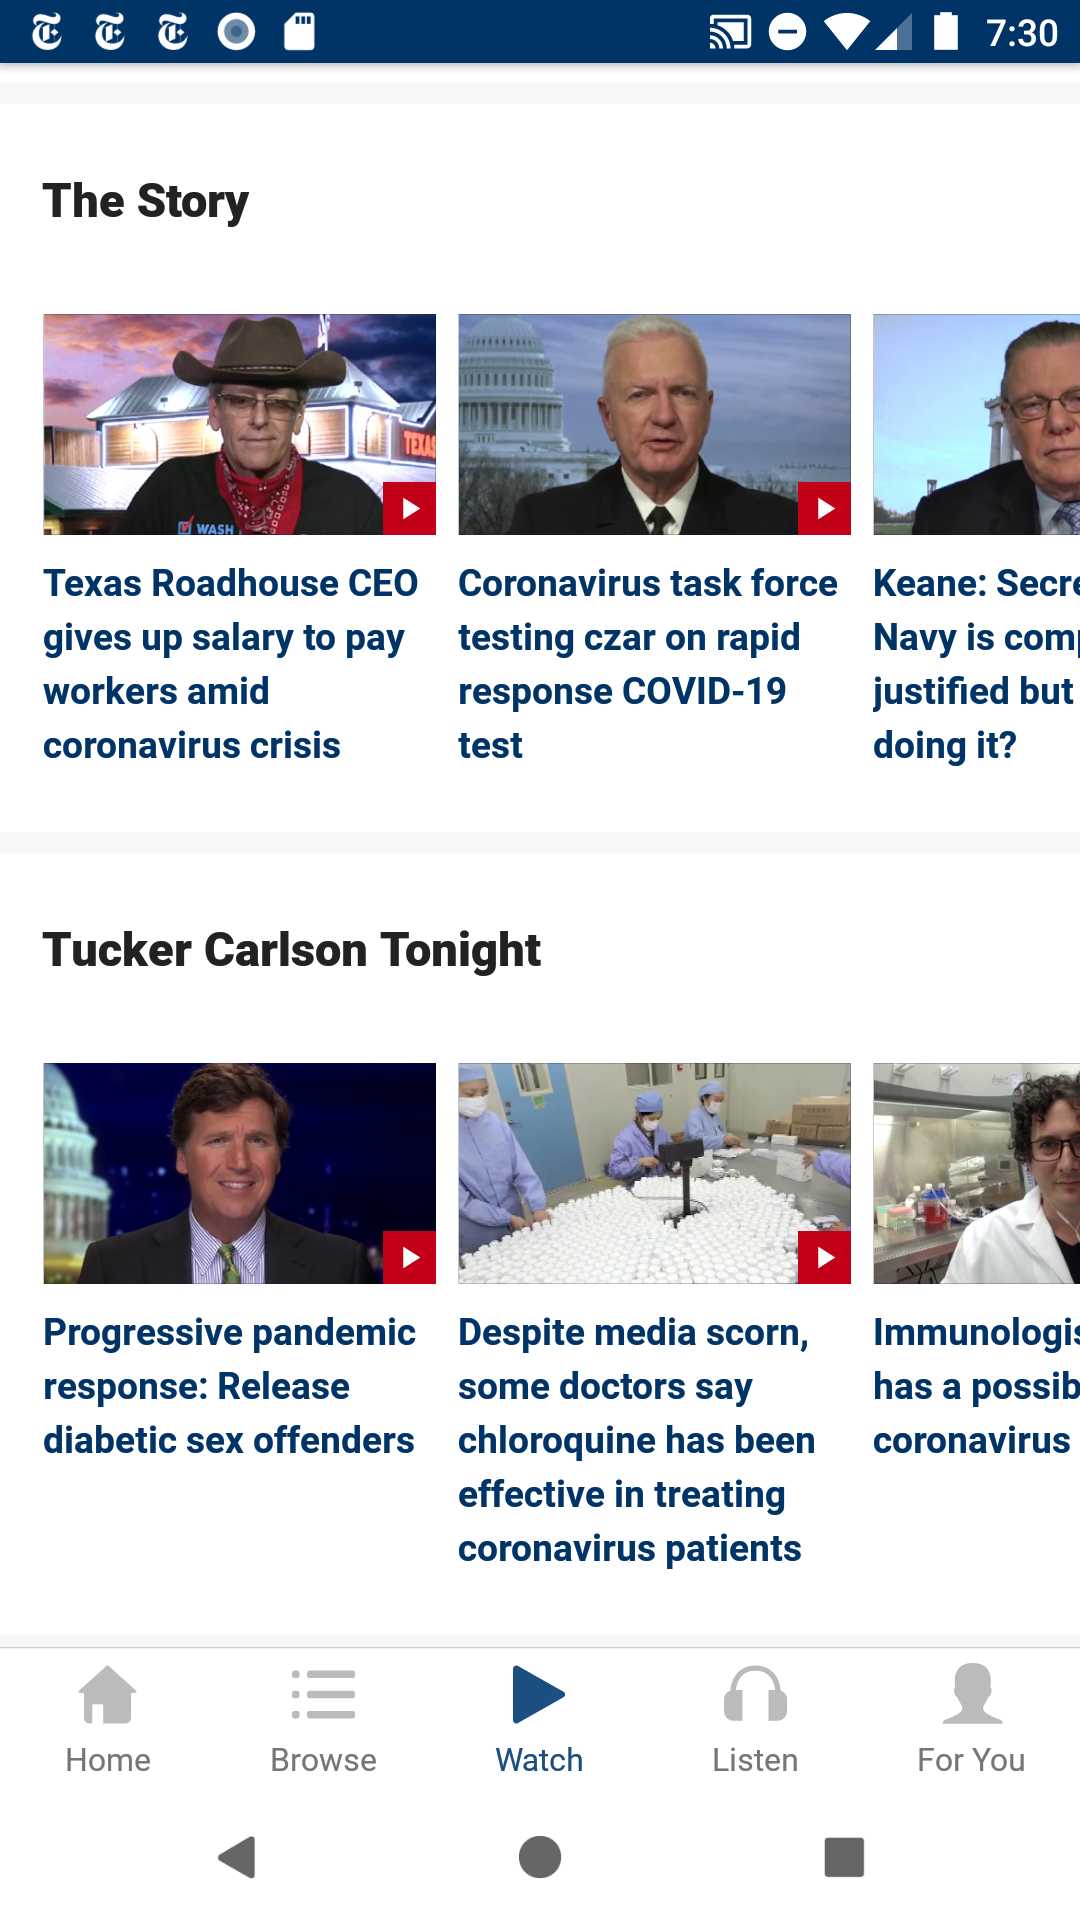 7:30
The Story
TEXAS
WASH
Texas Roadhouse CEO
gives up salary to pay
workers amid
coronavirus crisis
Coronavirus task force
testing czar on rapid
response COVID-19
test
Keane: Secre
Navy is comp
justified but
doing it?
Tucker Carlson Tonight
Progressive pandemic
response: Release
diabetic sex offenders
Despite media scorn,
some doctors say
chloroquine has been
effective in treating
coronavirus patients
Immunologis
has a possib
coronavirus
Home
Browse
Watch
Listen
For You